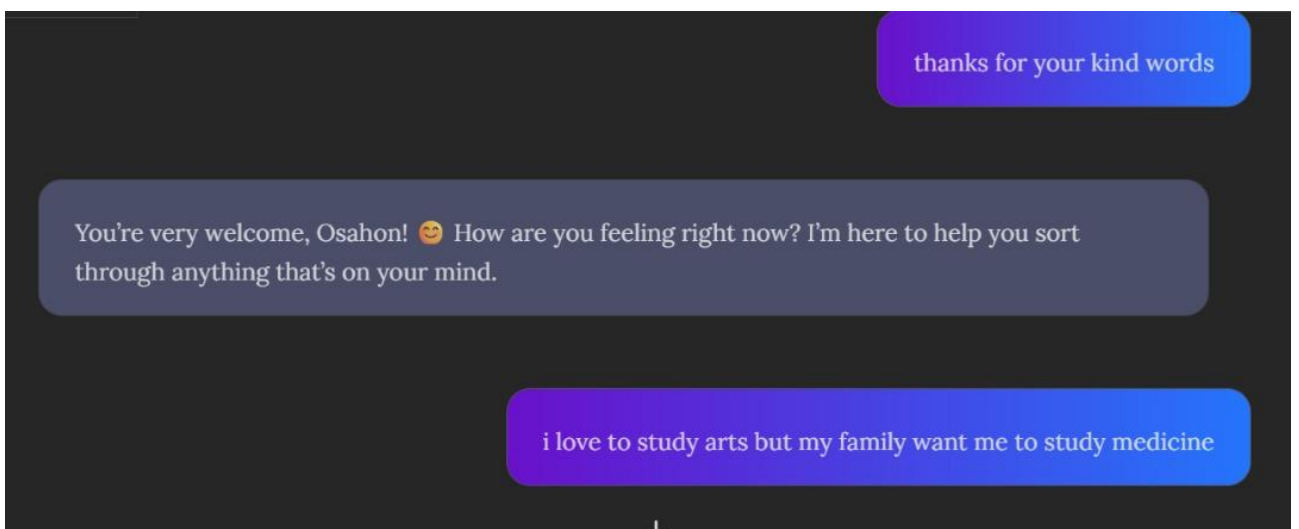 thanks for your kind words
You’re very welcome, Osahon! 😊 How are you feeling right now? I’m here to help you sort
through anything that’s on your mind.
i love to study arts but my family want me to study medicine